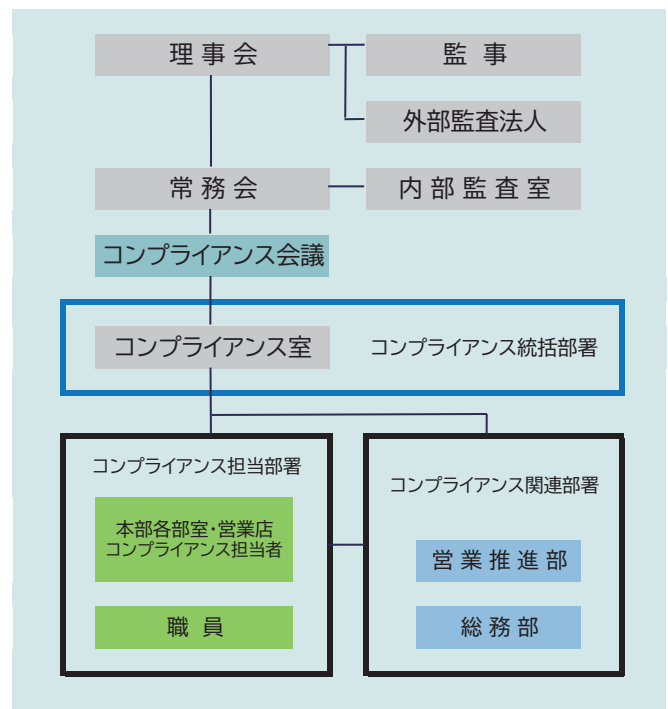 理事会
監事
外部監査法人
常務会
内部監査室
コンプライアンス会議
コンプライアンス室
コンプライアンス統括部署
コンプライアンス担当部署
本部各部室・営業店
コンプライアンス担当者
職員
コンプライアンス関連部署
営業推進部
総務部